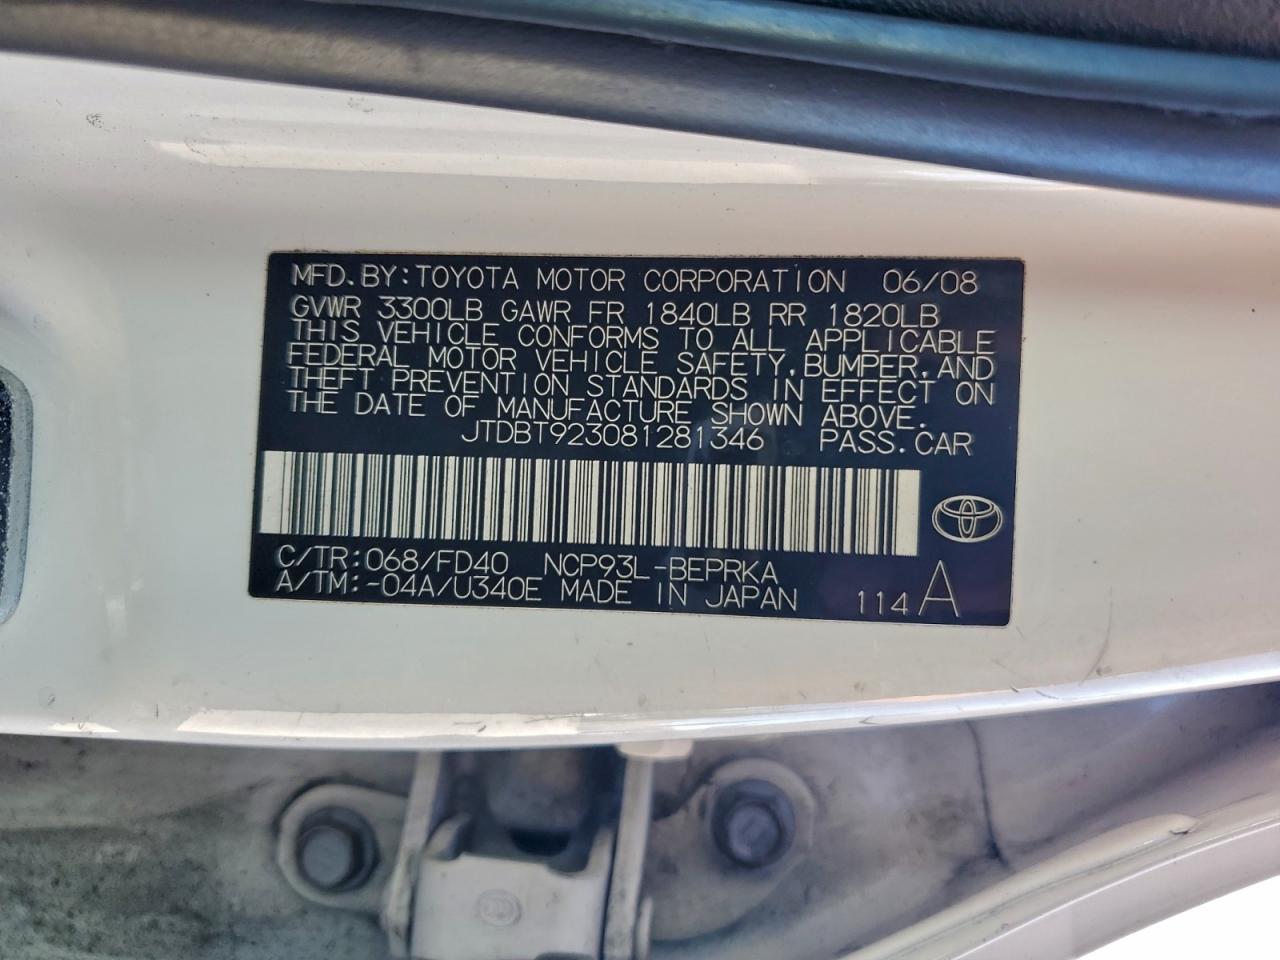 MFD. BY: TOYOTA MOTOR CORPORATION 06/08
GVWR 3300LB GAWR FR 1840LB RR 1820LB
THIS VEHICLE CONFORMS TO ALL APPLICABLE
FEDERAL MOTOR VEHICLE SAFETY, BUMPER, AND
THEFT PREVENTION STANDARDS IN EFFECT ON
THE DATE OF MANUFACTURE SHOWN ABOVE.
JTDBT923081281346 PASS. CAR
C/TR: 068/FD40 NCP93L-BEPRKA
A/TM: -04A/U340E MADE IN JAPAN 114 A